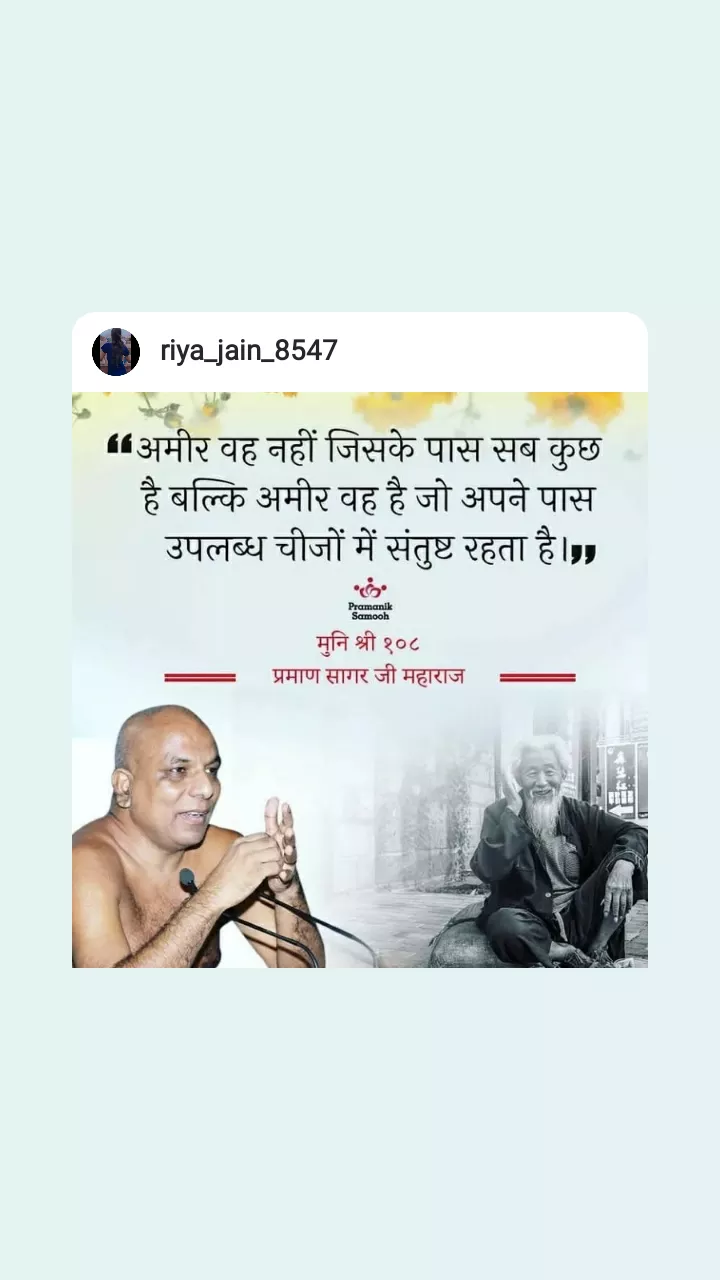 riya_jain_8547
❝अमीर वह नहीं जिसके पास सब कुछ
है बल्कि अमीर वह है जो अपने पास
उपलब्ध चीजों में संतुष्ट रहता है।❞
Pramanik
Samooh
मुनि श्री १०८
प्रमाण सागर जी महाराज